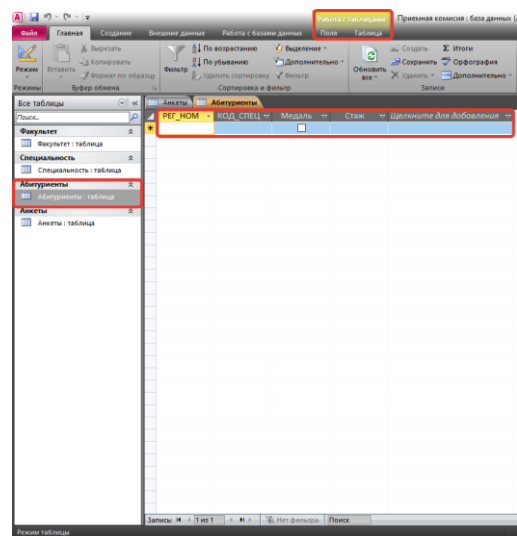 A
Работа с таблицами
Приемная комисия : база данных (
Файл Главная Создание Внешние данные Работа с базами данных Поля Таблица
Режим
Вставить
Вырезать
Копировать
Формат по образцу
Фильтр
По возрастанию
По убыванию
Удалить сортировку
Выделение
Дополнительно
Фильтр
Обновить все
Создать
Сохранить
Удалить
Итоги
Орфография
Дополнительно
Режимы Буфер обмена Сортировка и фильтр Записи
Все таблицы
Поиск..
Факультет
Факультет : таблица
Специальность
Специальность : таблица
Абитуриенты
Абитуриенты : таблица
Анкеты
Анкеты : таблица
Анкеты Абитуриенты
РЕГ_НОМ КОД_СПЕЦ Медаль Стаж Щелкните для добавления
Запись: 1 из 1 Нет фильтра Поиск
Режим таблицы